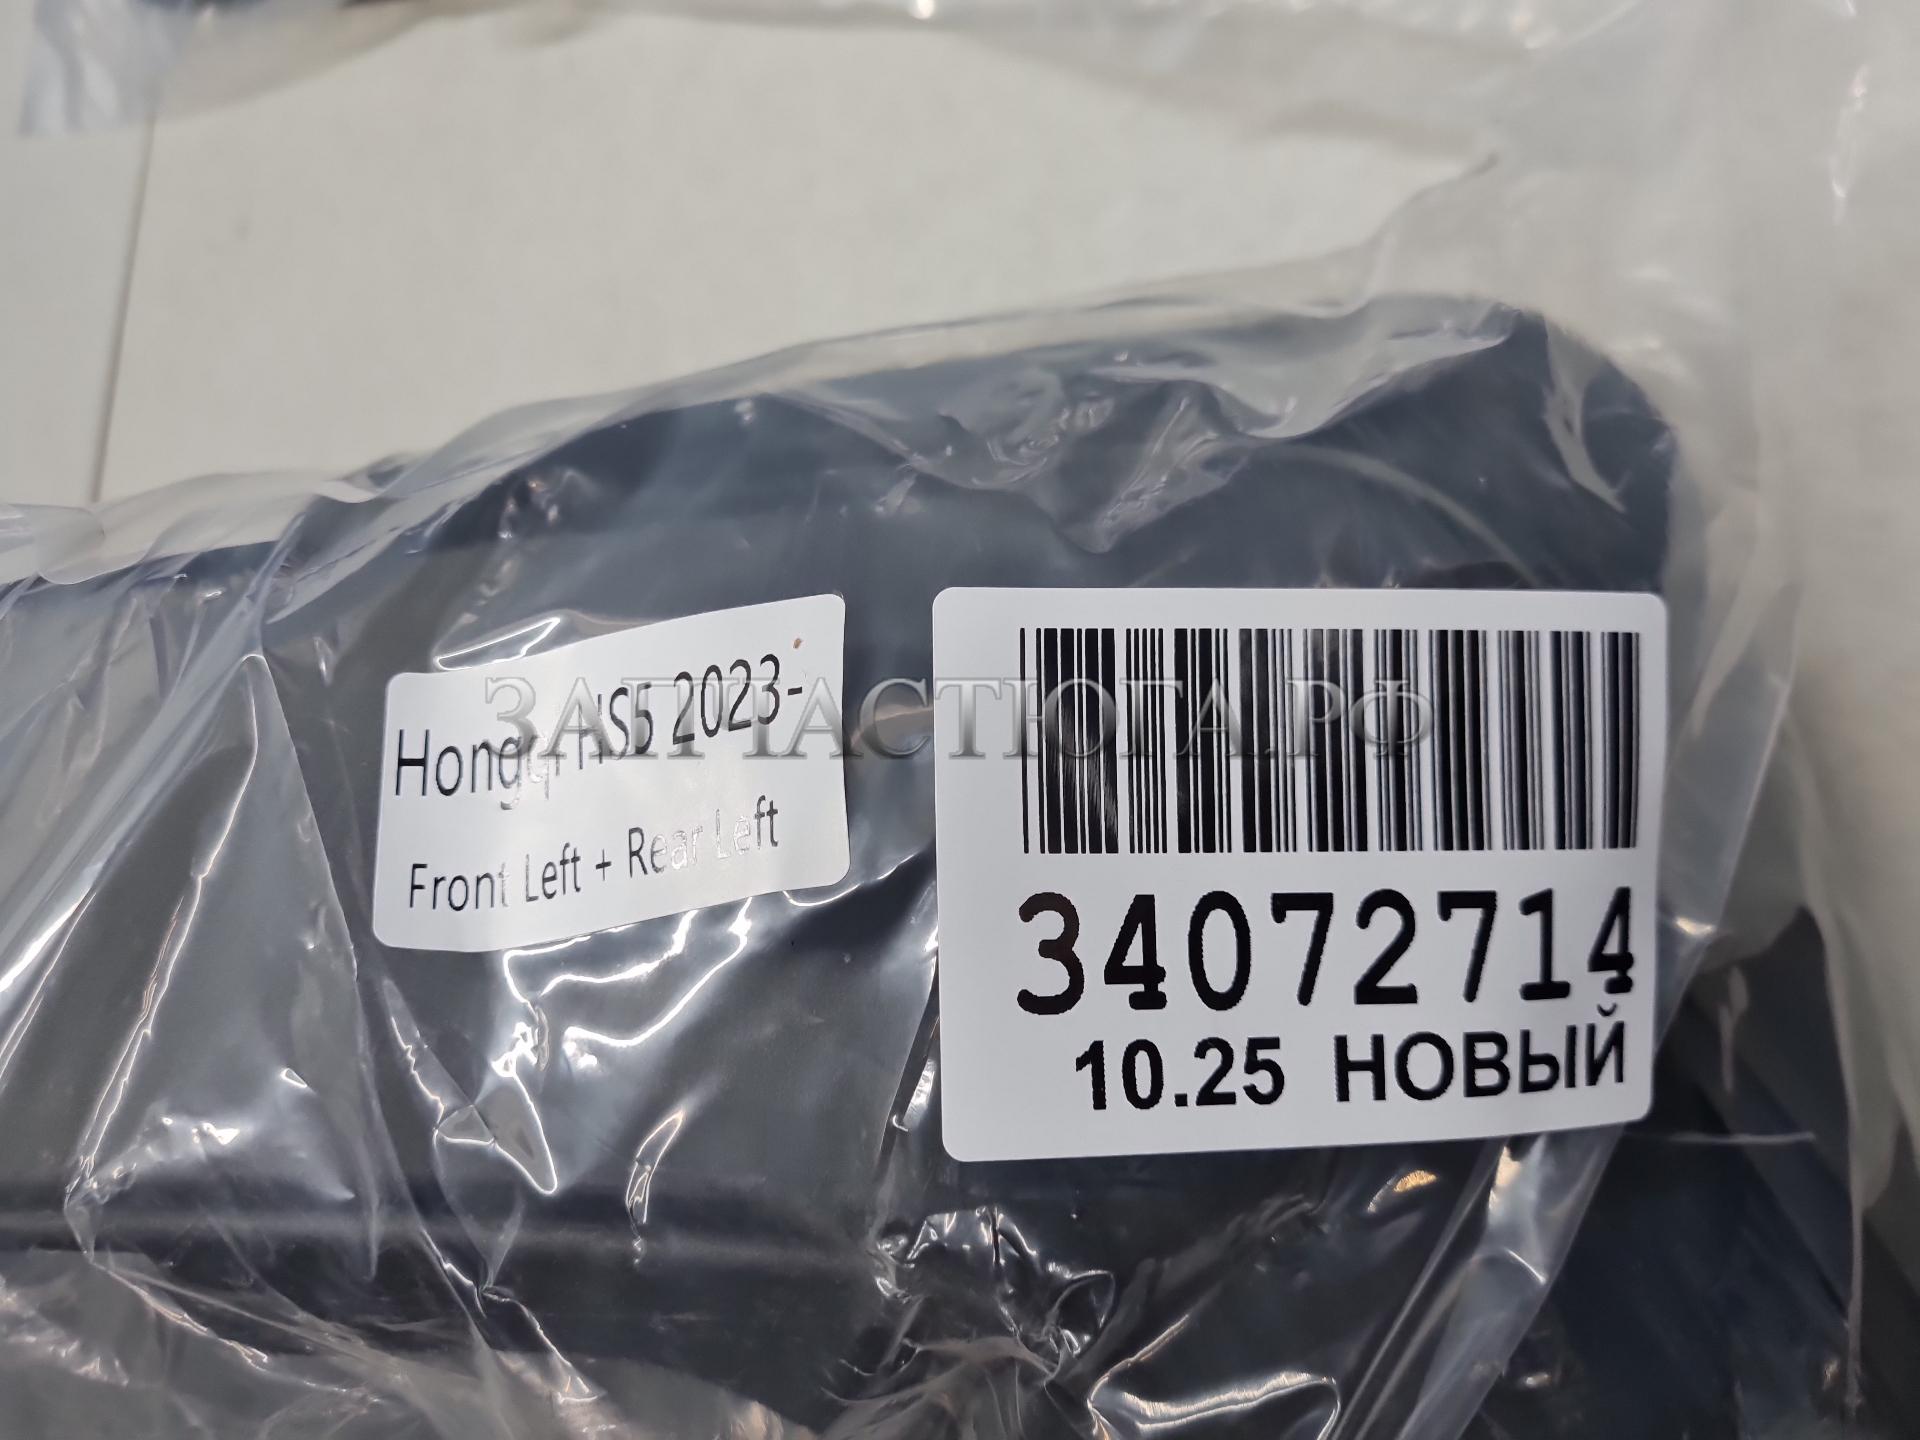 Hongqi HS5 2023-
Front Left + Rear Left
ЗАПЧАСТЮГА.РФ
34072714
10.25 НОВЫЙ